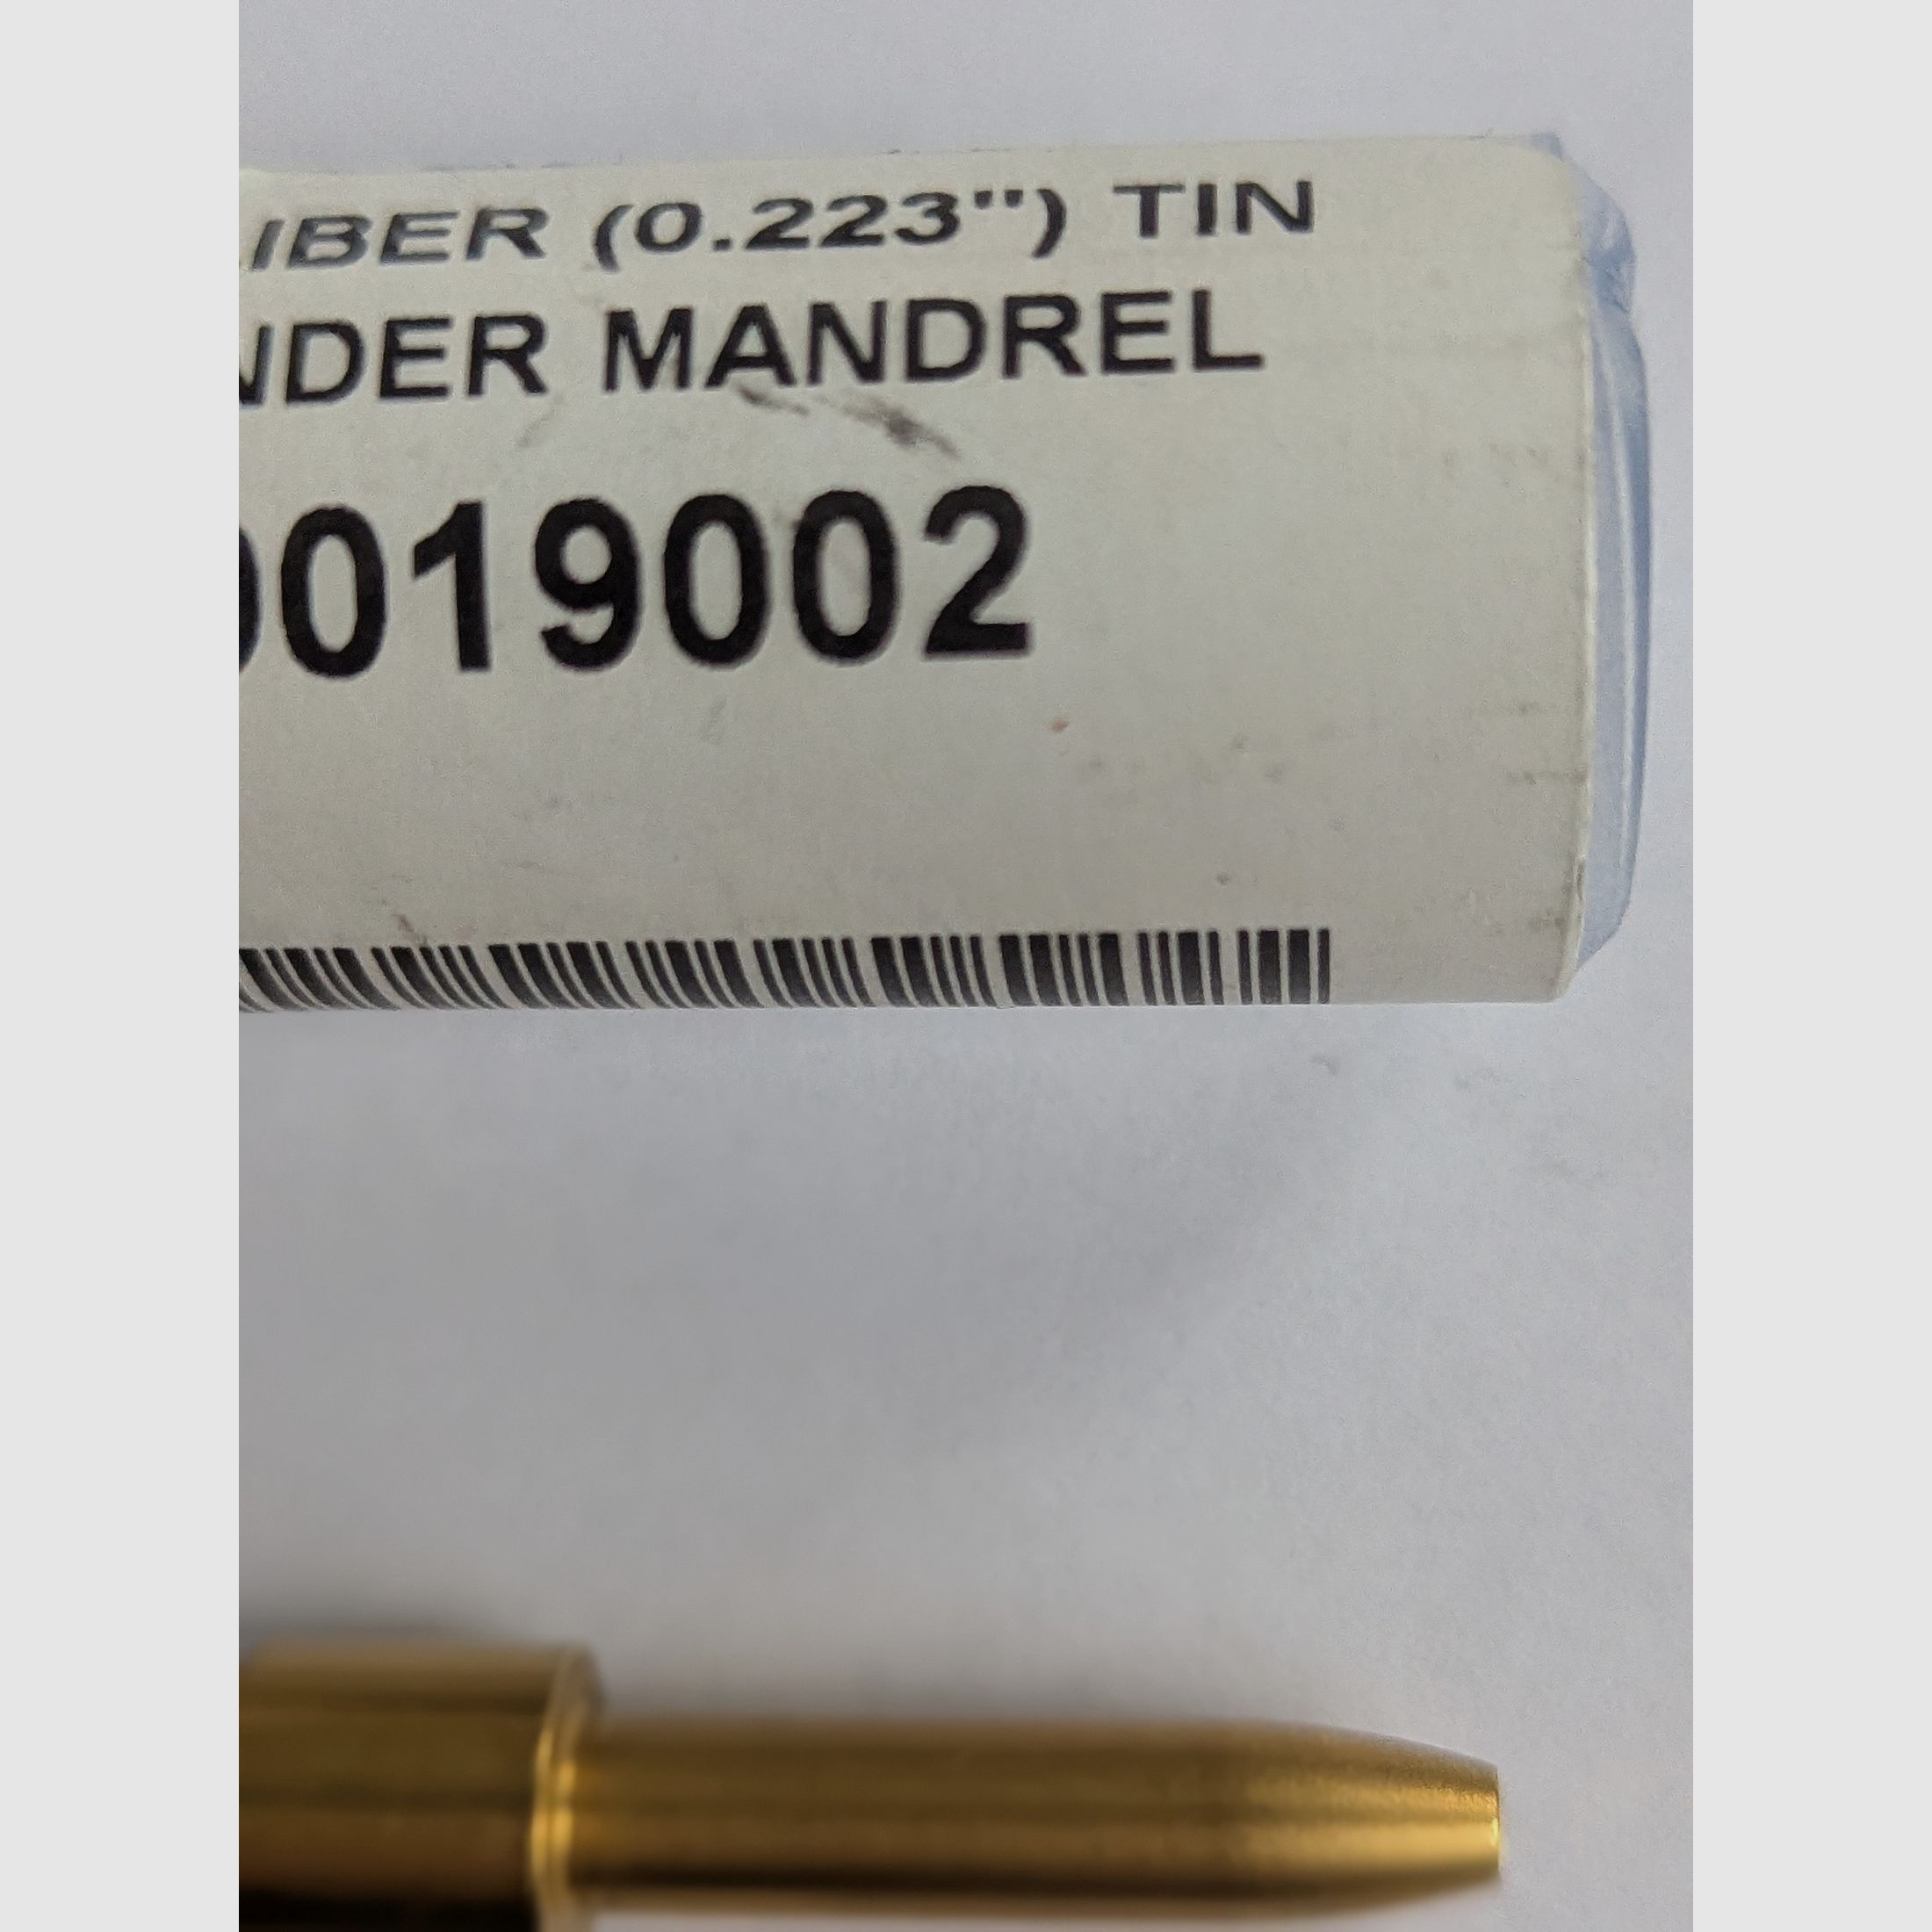 IBER (0.223") TIN
NDER MANDREL
0019002